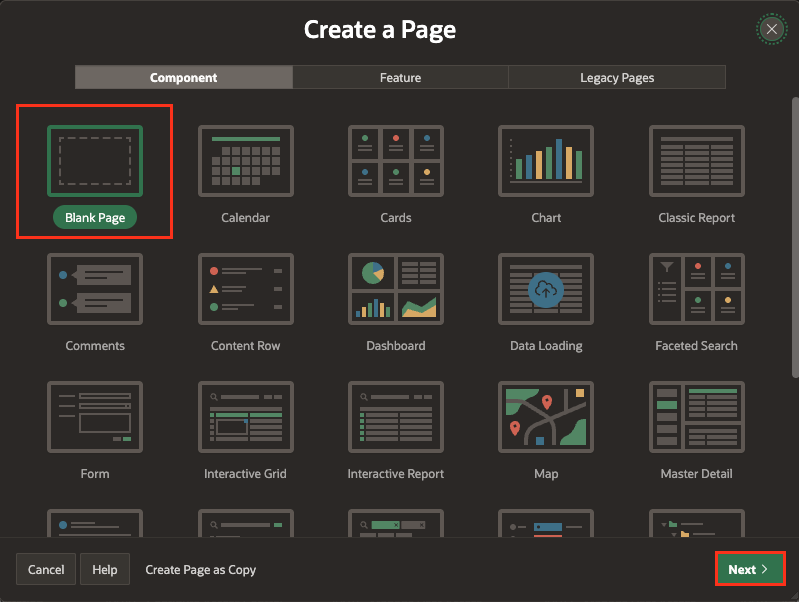 Create a Page
Component
Feature
Legacy Pages
Blank Page
Calendar
Cards
Chart
Classic Report
Comments
Content Row
Dashboard
Data Loading
Faceted Search
Form
Interactive Grid
Interactive Report
Map
Master Detail
Cancel
Help
Create Page as Copy
Next